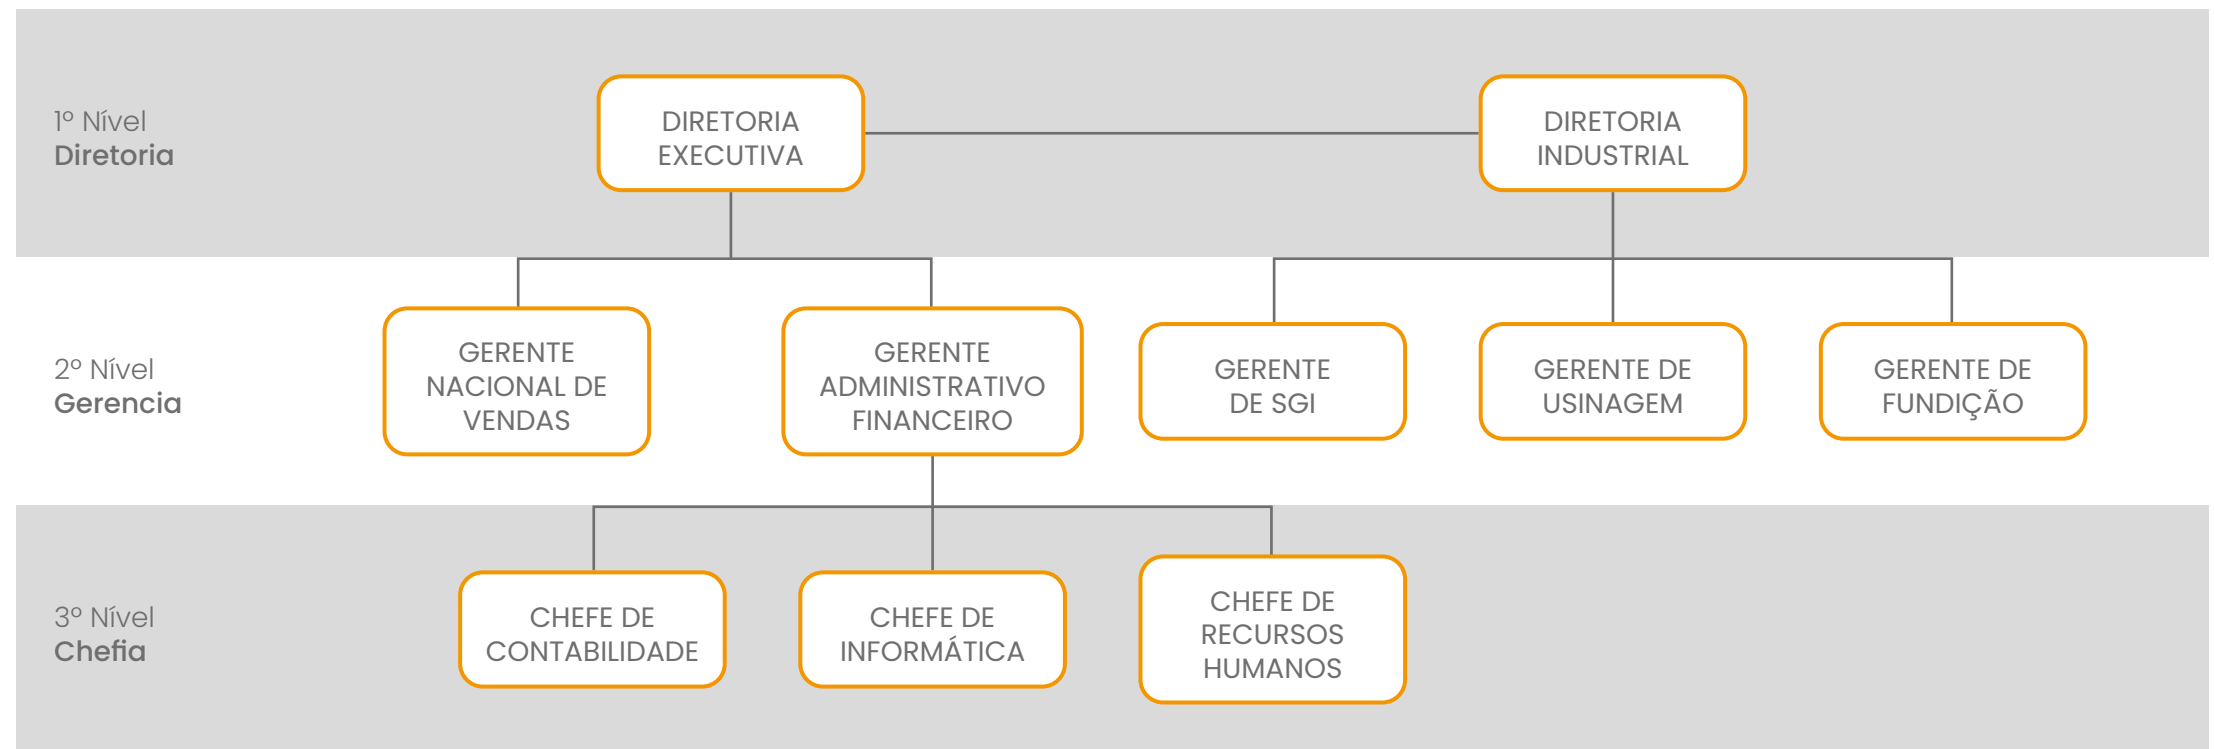 1º Nível
Diretoria
DIRETORIA
EXECUTIVA
DIRETORIA
INDUSTRIAL
2º Nível
Gerencia
GERENTE
NACIONAL DE
VENDAS
GERENTE
ADMINISTRATIVO
FINANCEIRO
GERENTE
DE SGI
GERENTE DE
USINAGEM
GERENTE DE
FUNDIÇÃO
3º Nível
Chefia
CHEFE DE
CONTABILIDADE
CHEFE DE
INFORMÁTICA
CHEFE DE
RECURSOS
HUMANOS